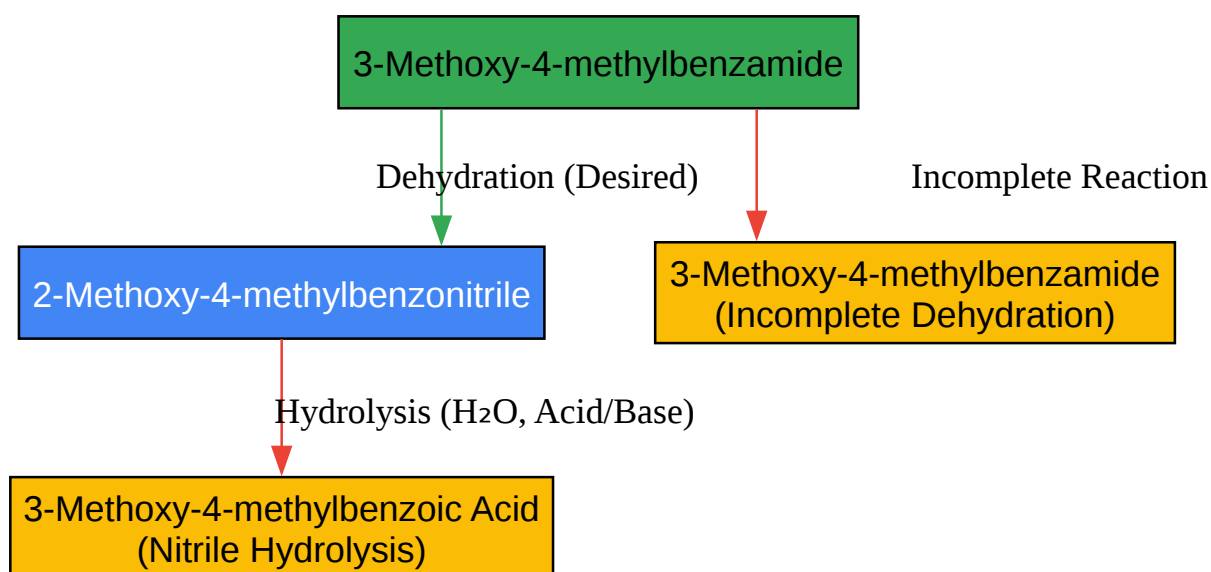 3-Methoxy-4-methylbenzamide
Dehydration (Desired)
Incomplete Reaction
2-Methoxy-4-methylbenzonitrile
3-Methoxy-4-methylbenzamide
(Incomplete Dehydration)
Hydrolysis (H₂O, Acid/Base)
3-Methoxy-4-methylbenzoic Acid
(Nitrile Hydrolysis)